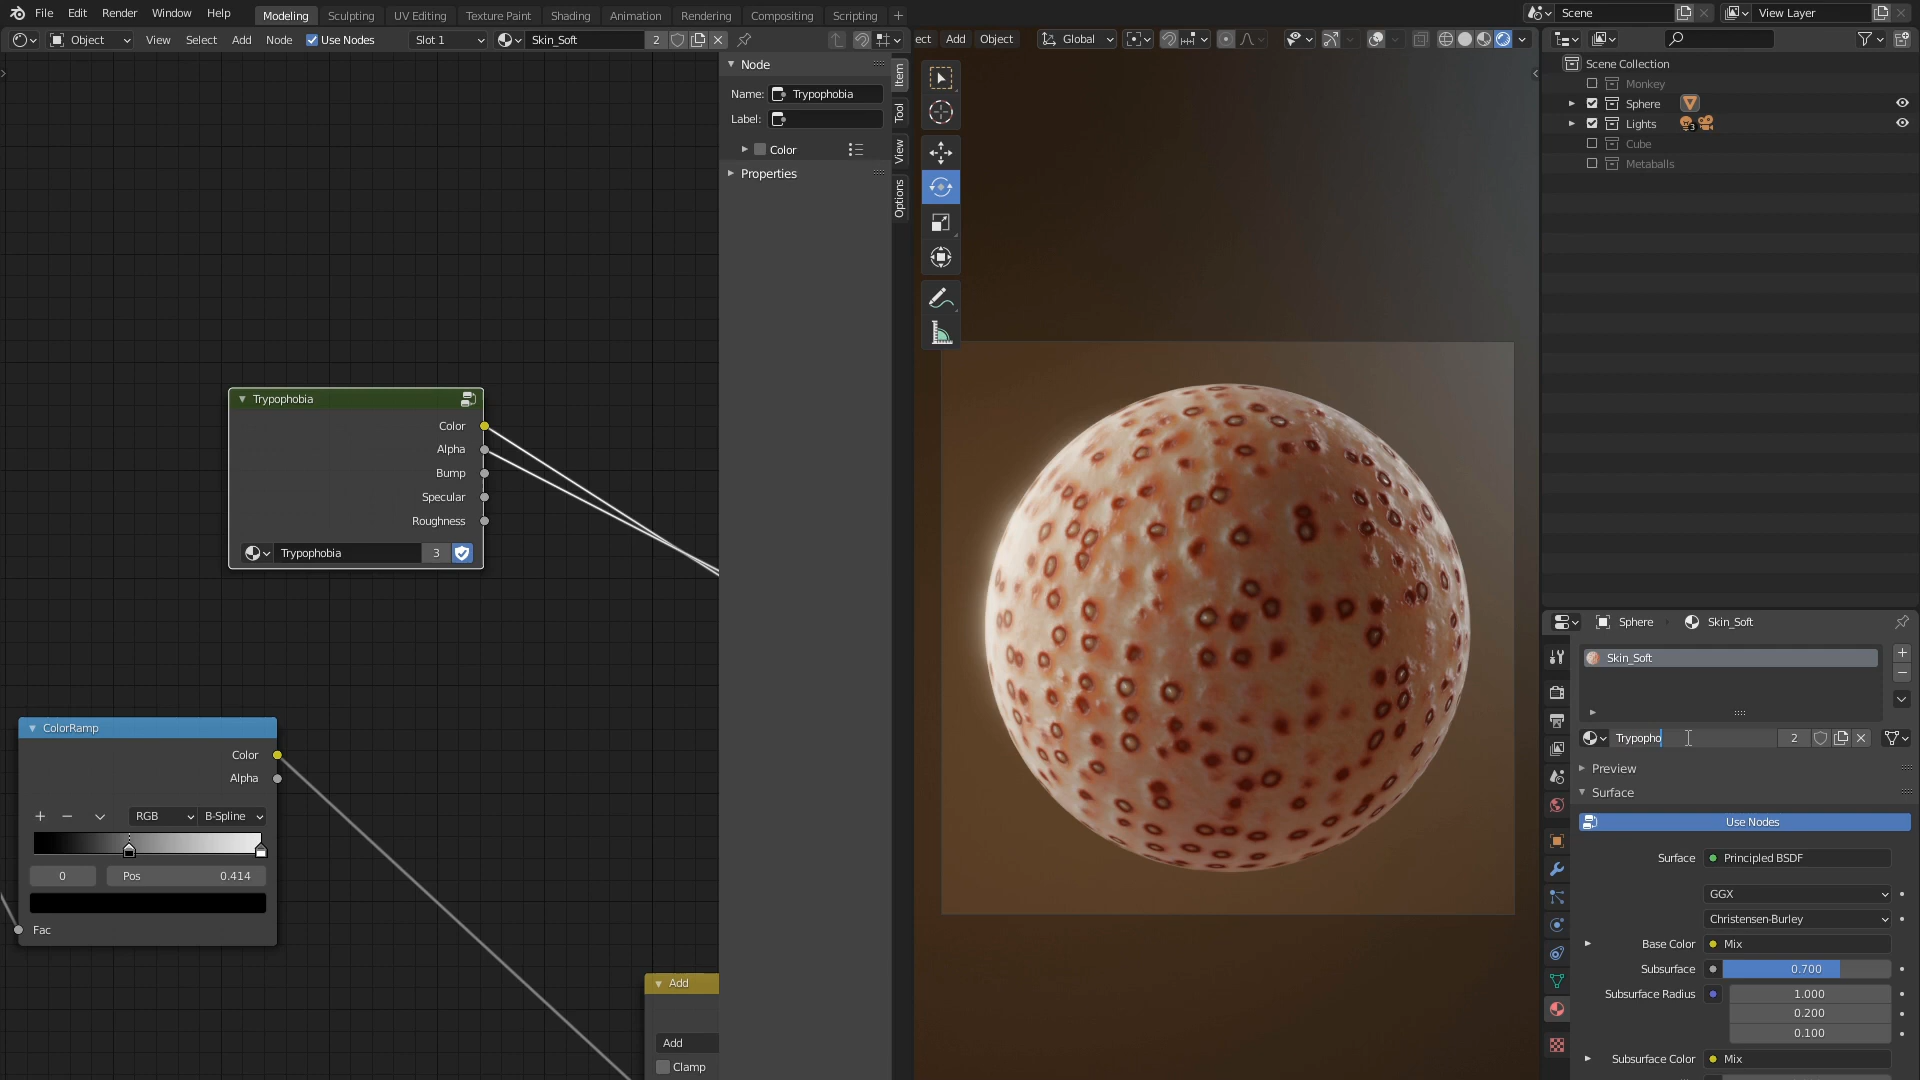 File Edit Render Window Help Modeling Sculpting UV Editing Texture Paint Shading Animation Rendering Compositing Scripting + Scene View Layer
Object View Select Add Node Use Nodes Slot 1 Skin_Soft 2
ect Add Object Global
Node
Name: Trypophobia
Label:
Color
Properties
Item
Tool
View
Options
Trypophobia
Color
Alpha
Bump
Specular
Roughness
Trypophobia 3
ColorRamp
Color
Alpha
RGB B-Spline
0 Pos 0.414
Fac
Add
Add
Clamp
Scene Collection
Monkey
Sphere
Lights 3
Cube
Metaballs
Sphere Skin_Soft
Skin_Soft
Trypopho 2
Preview
Surface
Use Nodes
Surface Principled BSDF
GGX
Christensen-Burley
Base Color Mix
Subsurface 0.700
Subsurface Radius 1.000
0.200
0.100
Subsurface Color Mix